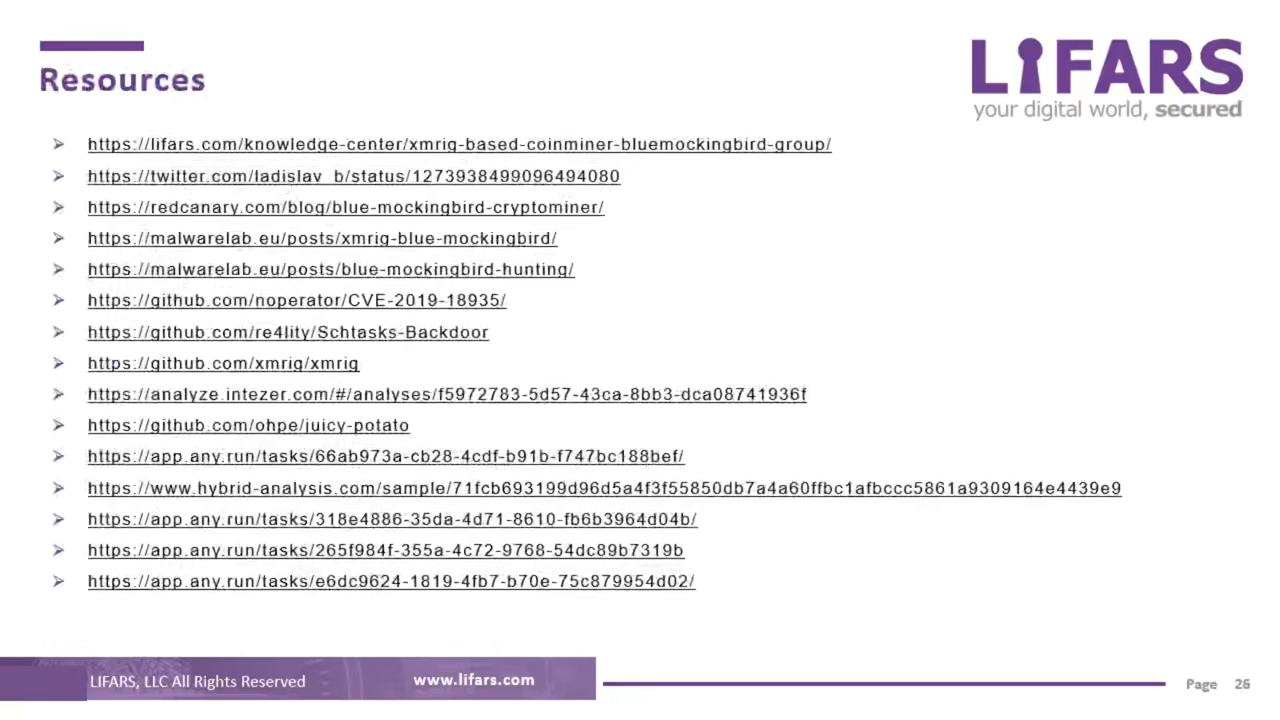 Resources
LIFARS
your digital world, secured
https://lifars.com/knowledge-center/xmrig-based-coinminer-bluemockingbird-group/
https://twitter.com/ladislav_b/status/1273938499096494080
https://redcanary.com/blog/blue-mockingbird-cryptominer/
https://malwarelab.eu/posts/xmrig-blue-mockingbird/
https://malwarelab.eu/posts/blue-mockingbird-hunting/
https://github.com/noperator/CVE-2019-18935/
https://github.com/re4lity/Schtasks-Backdoor
https://github.com/xmrig/xmrig
https://analyze.intezer.com/#/analyses/f5972783-5d57-43ca-8bb3-dca08741936f
https://github.com/ohpe/juicy-potato
https://app.any.run/tasks/66ab973a-cb28-4cdf-b91b-f747bc188bef/
https://www.hybrid-analysis.com/sample/71fcb693199d96d5a4f3f55850db7a4a60ffbc1afbccc5861a9309164e4439e9
https://app.any.run/tasks/318e4886-35da-4d71-8610-fb6b3964d04b/
https://app.any.run/tasks/265f984f-355a-4c72-9768-54dc89b7319b
https://app.any.run/tasks/e6dc9624-1819-4fb7-b70e-75c879954d02/
LIFARS, LLC All Rights Reserved
www.lifars.com
Page 26